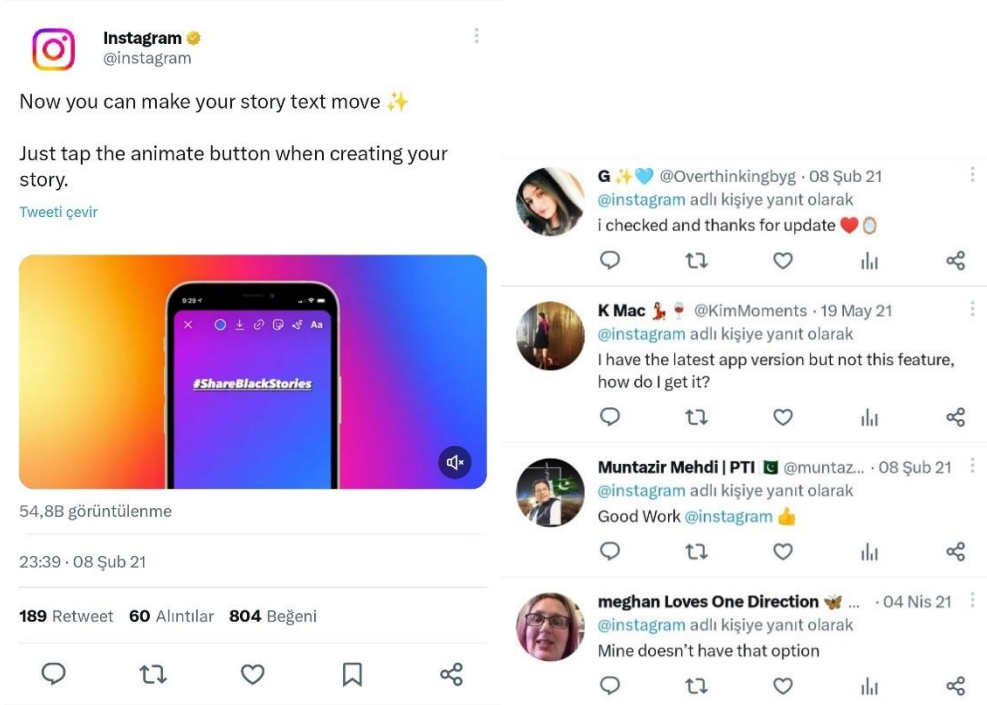 Instagram
@instagram
Now you can make your story text move ✨
Just tap the animate button when creating your
story.
Tweeti çevir
9:29
Aa
#ShareBlackStories
54,8B görüntülenme
23:39 · 08 Şub 21
189 Retweet 60 Alıntılar 804 Beğeni
G ✨🩵 @Overthinkingbyg · 08 Şub 21
@instagram adlı kişiye yanıt olarak
i checked and thanks for update ❤️🪞
K Mac 💃🍷 @KimMoments · 19 May 21
@instagram adlı kişiye yanıt olarak
I have the latest app version but not this feature,
how do I get it?
Muntazir Mehdi | PTI 🇵🇰 @muntaz... · 08 Şub 21
@instagram adlı kişiye yanıt olarak
Good Work @instagram 👍
meghan Loves One Direction 🦋 ... · 04 Nis 21
@instagram adlı kişiye yanıt olarak
Mine doesn't have that option